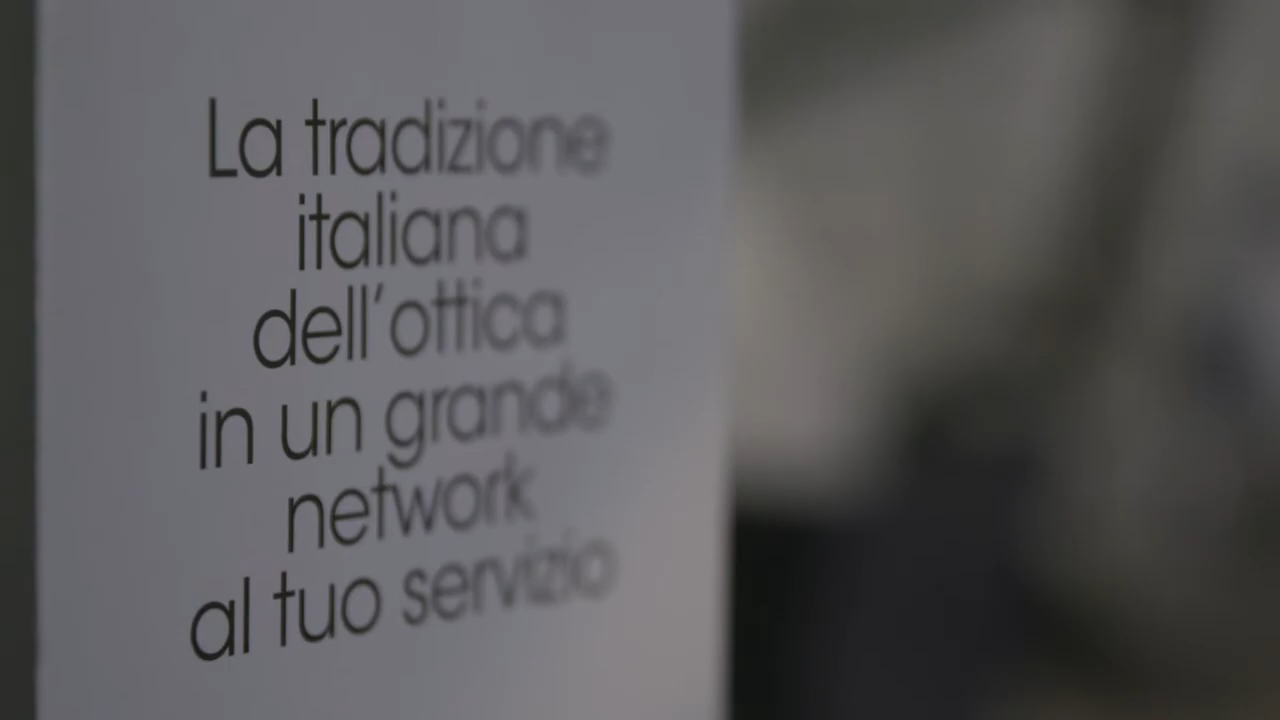 La tradizione
italiana
dell'ottica
in un grande
network
al tuo servizio